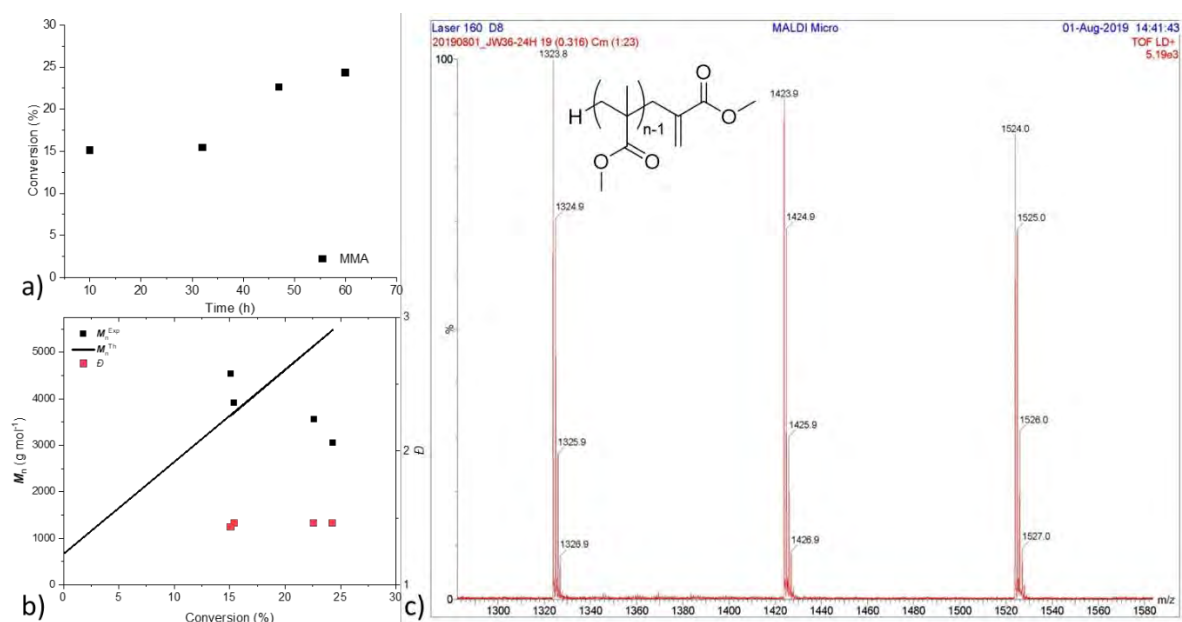 30
25
20
15
10
5
0
Conversion (%)
MMA
10 20 30 40 50 60 70
Time (h)
a)
M_n^Exp
M_n^Th
Đ
5000
4000
3000
2000
1000
0
M_n (g mol⁻¹)
3
2
1
Đ
0 5 10 15 20 25 30
Conversion (%)
b)
Laser 160 D8 MALDI Micro 01-Aug-2019 14:41:43
20190801_JW36-24H 19 (0.316) Cm (1:23) TOF LD+
5.19e3
100
%
0
1323.8
1324.9
1325.9
1326.9
1423.9
1424.9
1425.9
1426.9
1524.0
1525.0
1526.0
1527.0
H
n-1
O
O
O
O
1300 1320 1340 1360 1380 1400 1420 1440 1460 1480 1500 1520 1540 1560 1580 m/z
c)